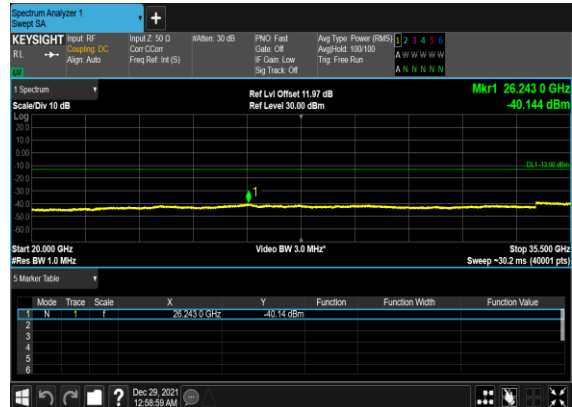 Spectrum Analyzer 1
Swept SA
+
KEYSIGHT Input: RF Input Z: 50 Ω #Atten: 30 dB PNO: Fast Avg Type: Power (RMS) 1 2 3 4 5 6
RL Coupling: DC Corr CCorr Gate: Off Avg|Hold: 100/100 A W W W W W
Align: Auto Freq Ref: Int (S) IF Gain: Low Trig: Free Run A N N N N N
Sig Track: Off
1 Spectrum Ref Lvl Offset 11.97 dB Mkr1 26.243 0 GHz
Scale/Div 10 dB Ref Level 30.00 dBm -40.144 dBm
Log
20.0
10.0
0.00
-10.0 DL1 -13.00 dBm
-20.0
-30.0
1
-40.0
-50.0
-60.0
Start 20.000 GHz Video BW 3.0 MHz* Stop 35.500 GHz
#Res BW 1.0 MHz Sweep ~30.2 ms (40001 pts)
5 Marker Table
Mode Trace Scale X Y Function Function Width Function Value
1 N 1 f 26.243 0 GHz -40.14 dBm
2
3
4
5
6
? Dec 29, 2021
12:58:59 AM